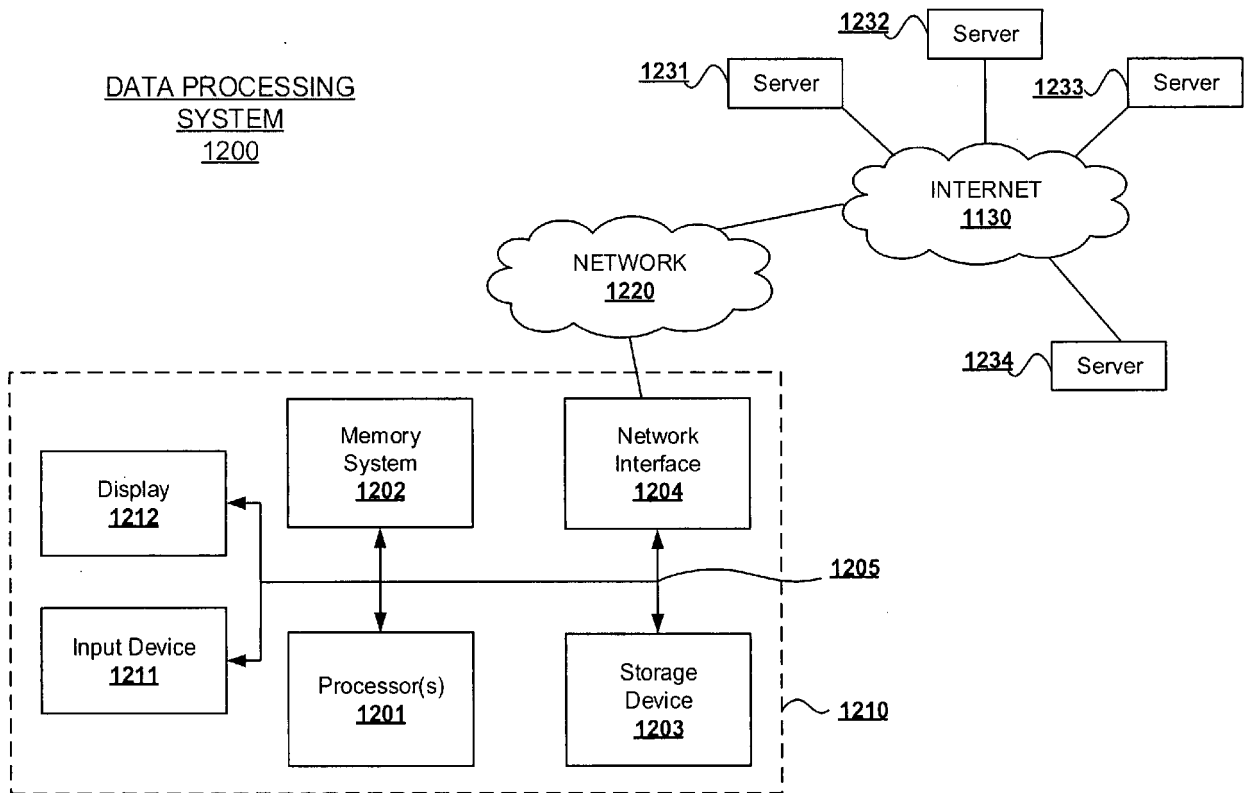 DATA PROCESSING
SYSTEM
1200
1232
Server
1231
Server
1233
Server
INTERNET
1130
NETWORK
1220
1234
Server
Memory
System
1202
Network
Interface
1204
Display
1212
1205
Input Device
1211
Processor(s)
1201
Storage
Device
1203
1210